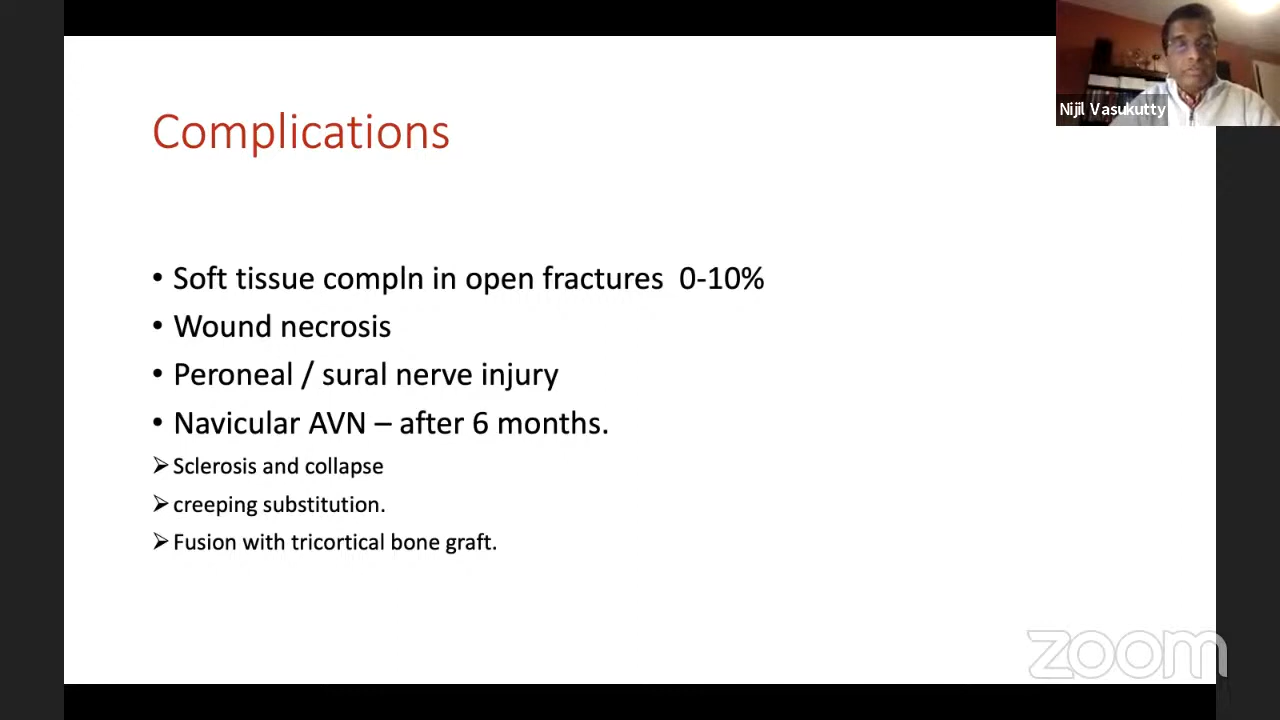 Nijil Vasukutty
Complications
• Soft tissue compln in open fractures 0-10%
• Wound necrosis
• Peroneal / sural nerve injury
• Navicular AVN – after 6 months.
➢ Sclerosis and collapse
➢ creeping substitution.
➢ Fusion with tricortical bone graft.
zoom